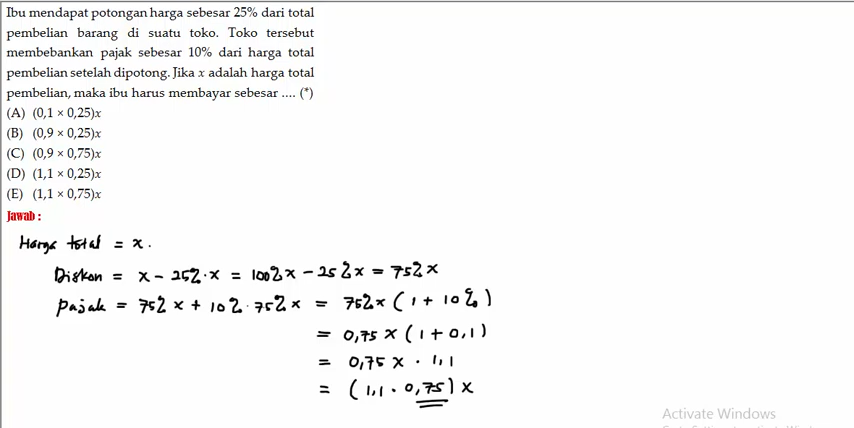 Ibu mendapat potongan harga sebesar 25% dari total
pembelian barang di suatu toko. Toko tersebut
membebankan pajak sebesar 10% dari harga total
pembelian setelah dipotong. Jika x adalah harga total
pembelian, maka ibu harus membayar sebesar .... (*)
(A) (0,1 × 0,25)x
(B) (0,9 × 0,25)x
(C) (0,9 × 0,75)x
(D) (1,1 × 0,25)x
(E) (1,1 × 0,75)x
Jawab :
Harga total = x.
Diskon = x - 25%·x = 100%x - 25%x = 75%x
Pajak = 75%x + 10%·75%x = 75%x (1 + 10%)
= 0,75 x (1 + 0,1)
= 0,75 x · 1,1
= (1,1 · 0,75) x
Activate Windows